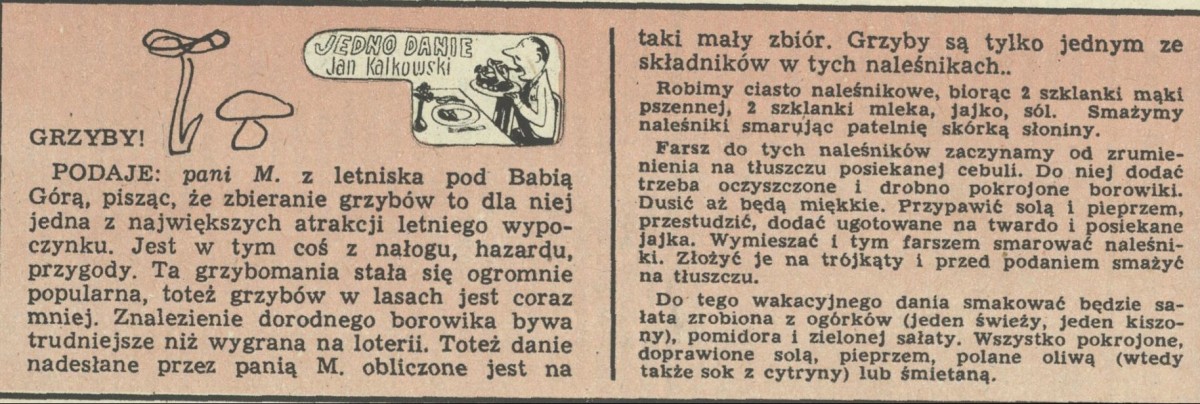 JEDNO DANIE
Jan Kalkowski
GRZYBY!
PODAJE: pani M. z letniska pod Babią
Górą, pisząc, że zbieranie grzybów to dla niej
jedna z największych atrakcji letniego wypo-
czynku. Jest w tym coś z nałogu, hazardu,
przygody. Ta grzybomania stała się ogromnie
popularna, toteż grzybów w lasach jest coraz
mniej. Znalezienie dorodnego borowika bywa
trudniejsze niż wygrana na loterii. Toteż danie
nadesłane przez panią M. obliczone jest na
taki mały zbiór. Grzyby są tylko jednym ze
składników w tych naleśnikach..
Robimy ciasto naleśnikowe, biorąc 2 szklanki mąki
pszennej, 2 szklanki mleka, jajko, sól. Smażymy
naleśniki smarując patelnię skórką słoniny.
Farsz do tych naleśników zaczynamy od zrumie-
nienia na tłuszczu posiekanej cebuli. Do niej dodać
trzeba oczyszczone i drobno pokrojone borowiki.
Dusić aż będą miękkie. Przypawić solą i pieprzem,
przestudzić, dodać ugotowane na twardo i posiekane
jajka. Wymieszać i tym farszem smarować naleśni-
ki. Złożyć je na trójkąty i przed podaniem smażyć
na tłuszczu.
Do tego wakacyjnego dania smakować będzie sa-
łata zrobiona z ogórków (jeden świeży, jeden kiszo-
ny), pomidora i zielonej sałaty. Wszystko pokrojone,
doprawione solą, pieprzem, polane oliwą (wtedy
także sok z cytryny) lub śmietaną.